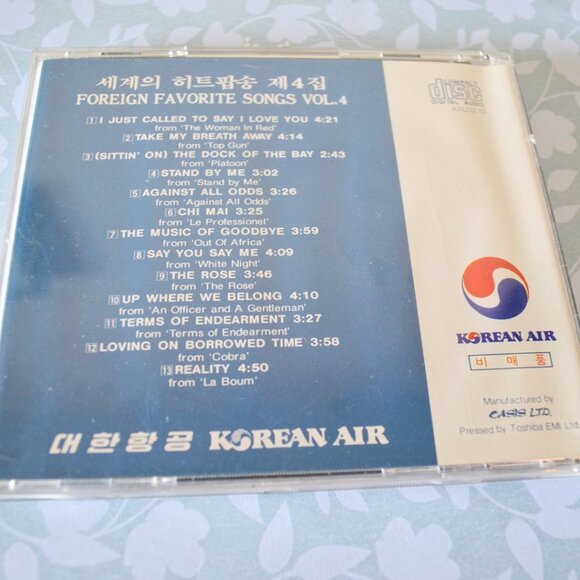 세계의 히트팝송 제4집
FOREIGN FAVORITE SONGS VOL.4
1 I JUST CALLED TO SAY I LOVE YOU 4:21
from 'The Woman In Red'
2 TAKE MY BREATH AWAY 4:14
from 'Top Gun'
3 (SITTIN' ON) THE DOCK OF THE BAY 2:43
from 'Platoon'
4 STAND BY ME 3:02
from 'Stand by Me'
5 AGAINST ALL ODDS 3:26
from 'Against All Odds'
6 CHI MAI 3:25
from 'Le Professionel'
7 THE MUSIC OF GOODBYE 3:59
from 'Out Of Africa'
8 SAY YOU SAY ME 4:09
from 'White Night'
9 THE ROSE 3:46
from 'The Rose'
10 UP WHERE WE BELONG 4:10
from 'An Officer and A Gentleman'
11 TERMS OF ENDEARMENT 3:27
from 'Terms of Endearment'
12 LOVING ON BORROWED TIME 3:58
from 'Cobra'
13 REALITY 4:50
from 'La Boum'
대한항공 KOREAN AIR
COMPACT
disc
DIGITAL AUDIO
KOREAN AIR
비매품
Manufactured by
OASIS LTD.
Pressed by Toshiba EMI Ltd.